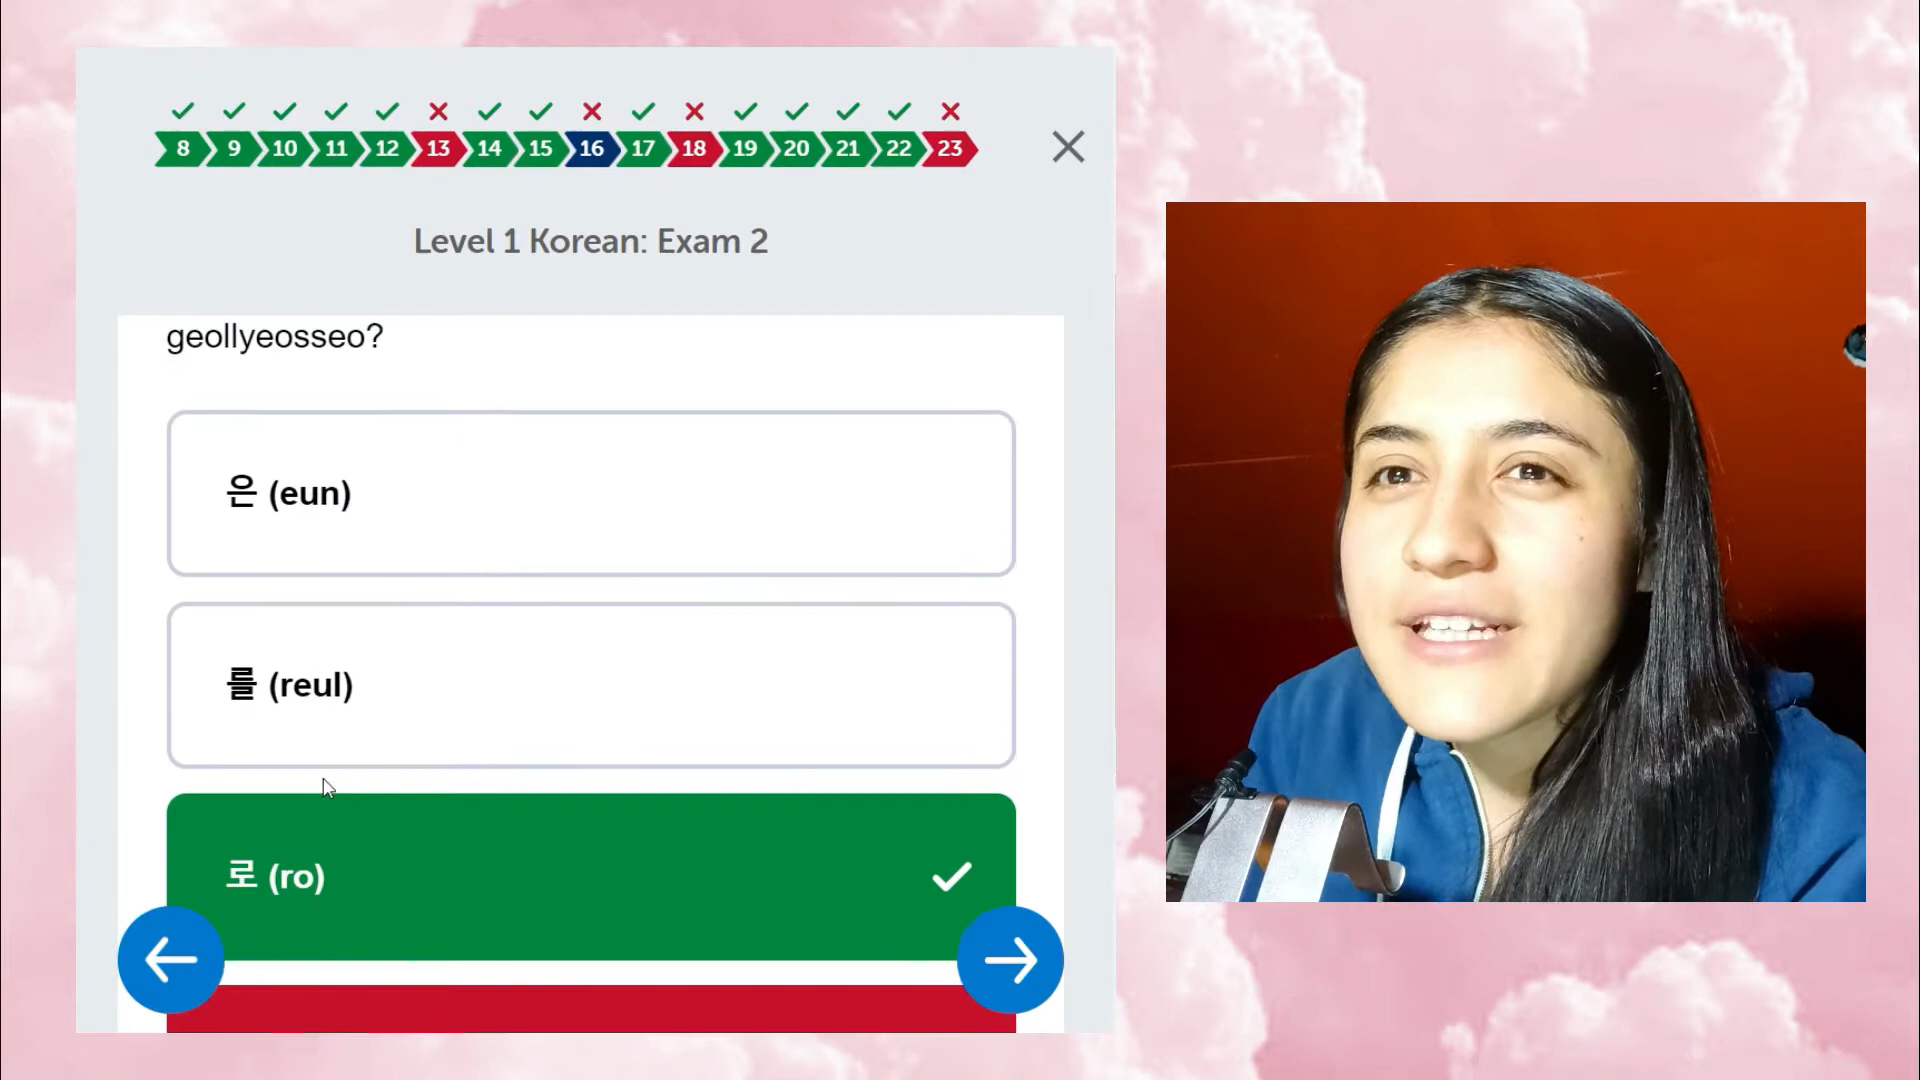 8 9 10 11 12 13 14 15 16 17 18 19 20 21 22 23
Level 1 Korean: Exam 2
geollyeosseo?
은 (eun)
를 (reul)
로 (ro)